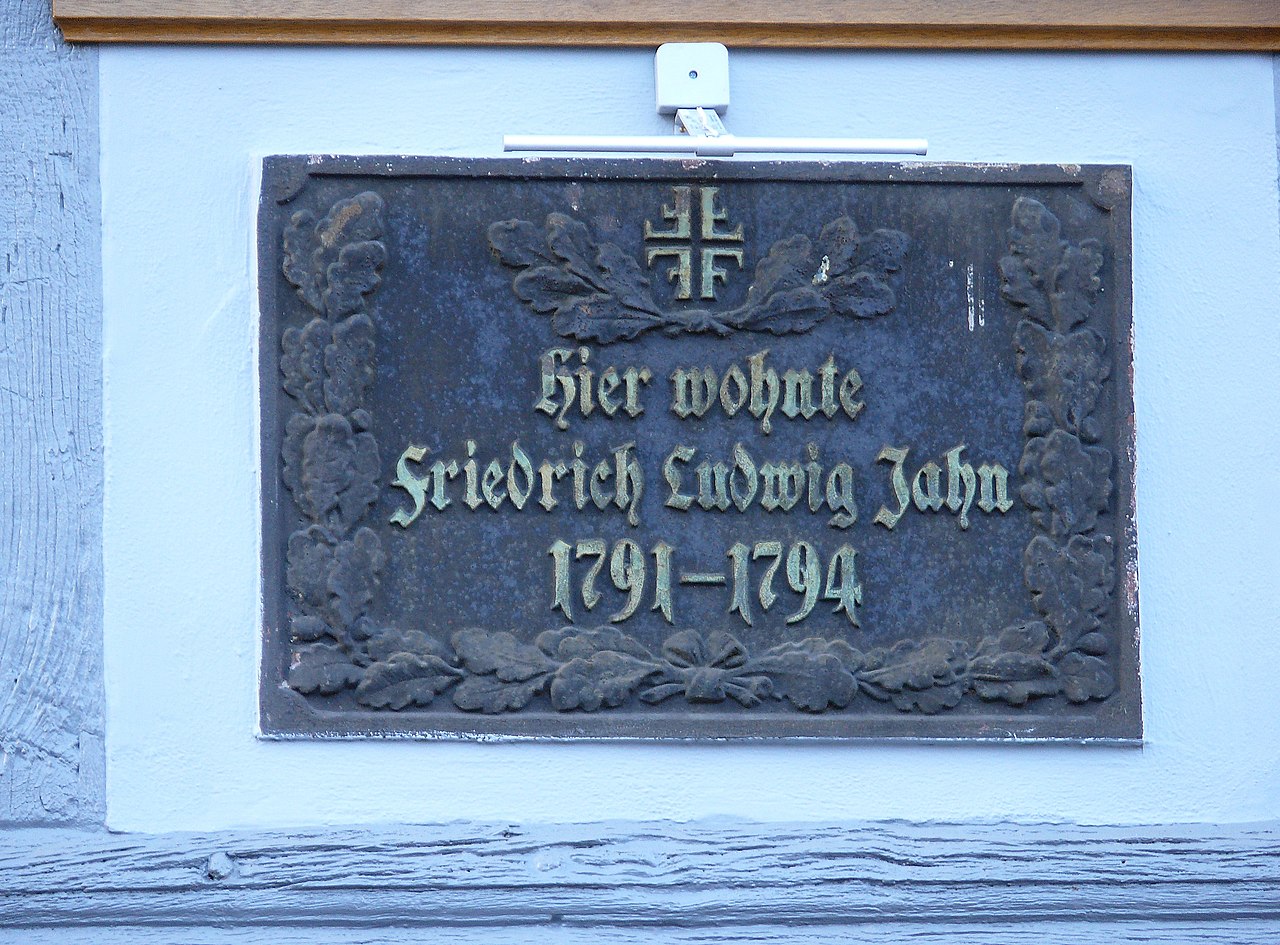 Hier wohnte
Friedrich Ludwig Jahn
1791–1794